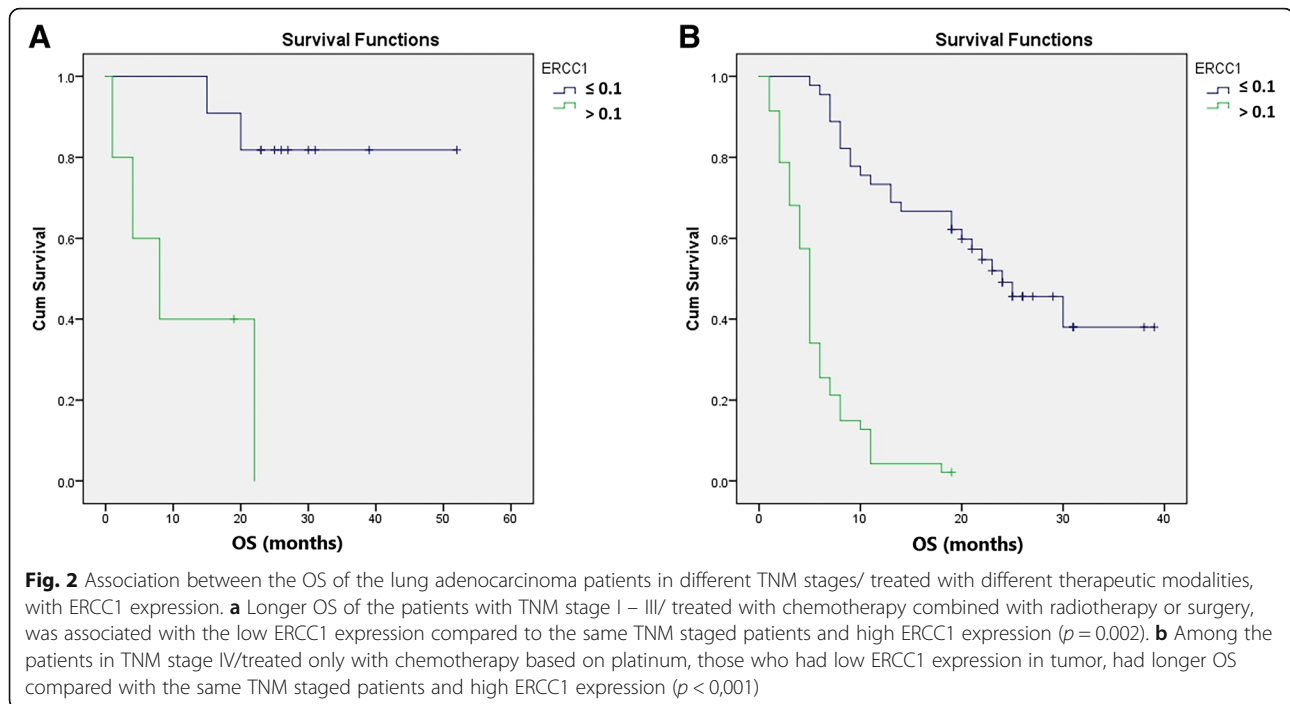 A
Survival Functions
ERCC1
≤ 0.1
> 0.1
1.0
0.8
0.6
0.4
0.2
0.0
Cum Survival
0 10 20 30 40 50 60
OS (months)
B
Survival Functions
ERCC1
≤ 0.1
> 0.1
1.0
0.8
0.6
0.4
0.2
0.0
Cum Survival
0 10 20 30 40
OS (months)
Fig. 2 Association between the OS of the lung adenocarcinoma patients in different TNM stages/ treated with different therapeutic modalities,
with ERCC1 expression. a Longer OS of the patients with TNM stage I – III/ treated with chemotherapy combined with radiotherapy or surgery,
was associated with the low ERCC1 expression compared to the same TNM staged patients and high ERCC1 expression (p = 0.002). b Among the
patients in TNM stage IV/treated only with chemotherapy based on platinum, those who had low ERCC1 expression in tumor, had longer OS
compared with the same TNM staged patients and high ERCC1 expression (p < 0,001)